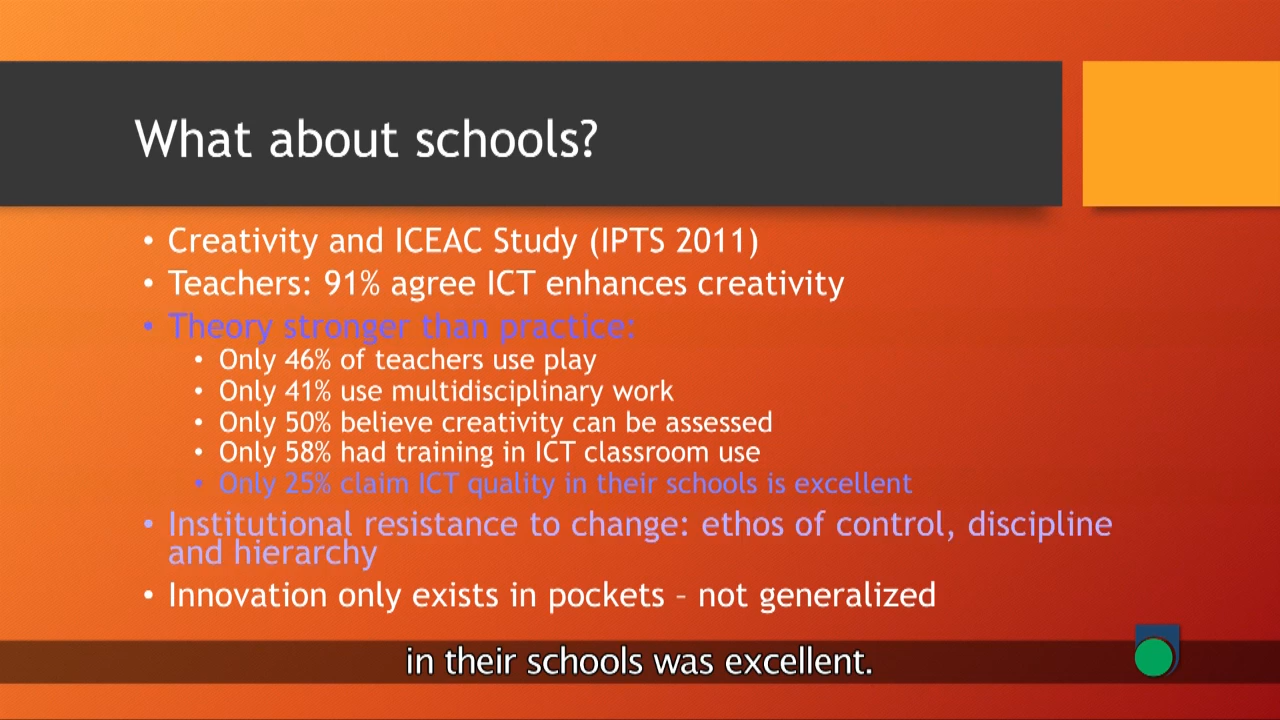 What about schools?
• Creativity and ICEAC Study (IPTS 2011)
• Teachers: 91% agree ICT enhances creativity
• Theory stronger than practice:
• Only 46% of teachers use play
• Only 41% use multidisciplinary work
• Only 50% believe creativity can be assessed
• Only 58% had training in ICT classroom use
• Only 25% claim ICT quality in their schools is excellent
• Institutional resistance to change: ethos of control, discipline
and hierarchy
• Innovation only exists in pockets – not generalized
in their schools was excellent.